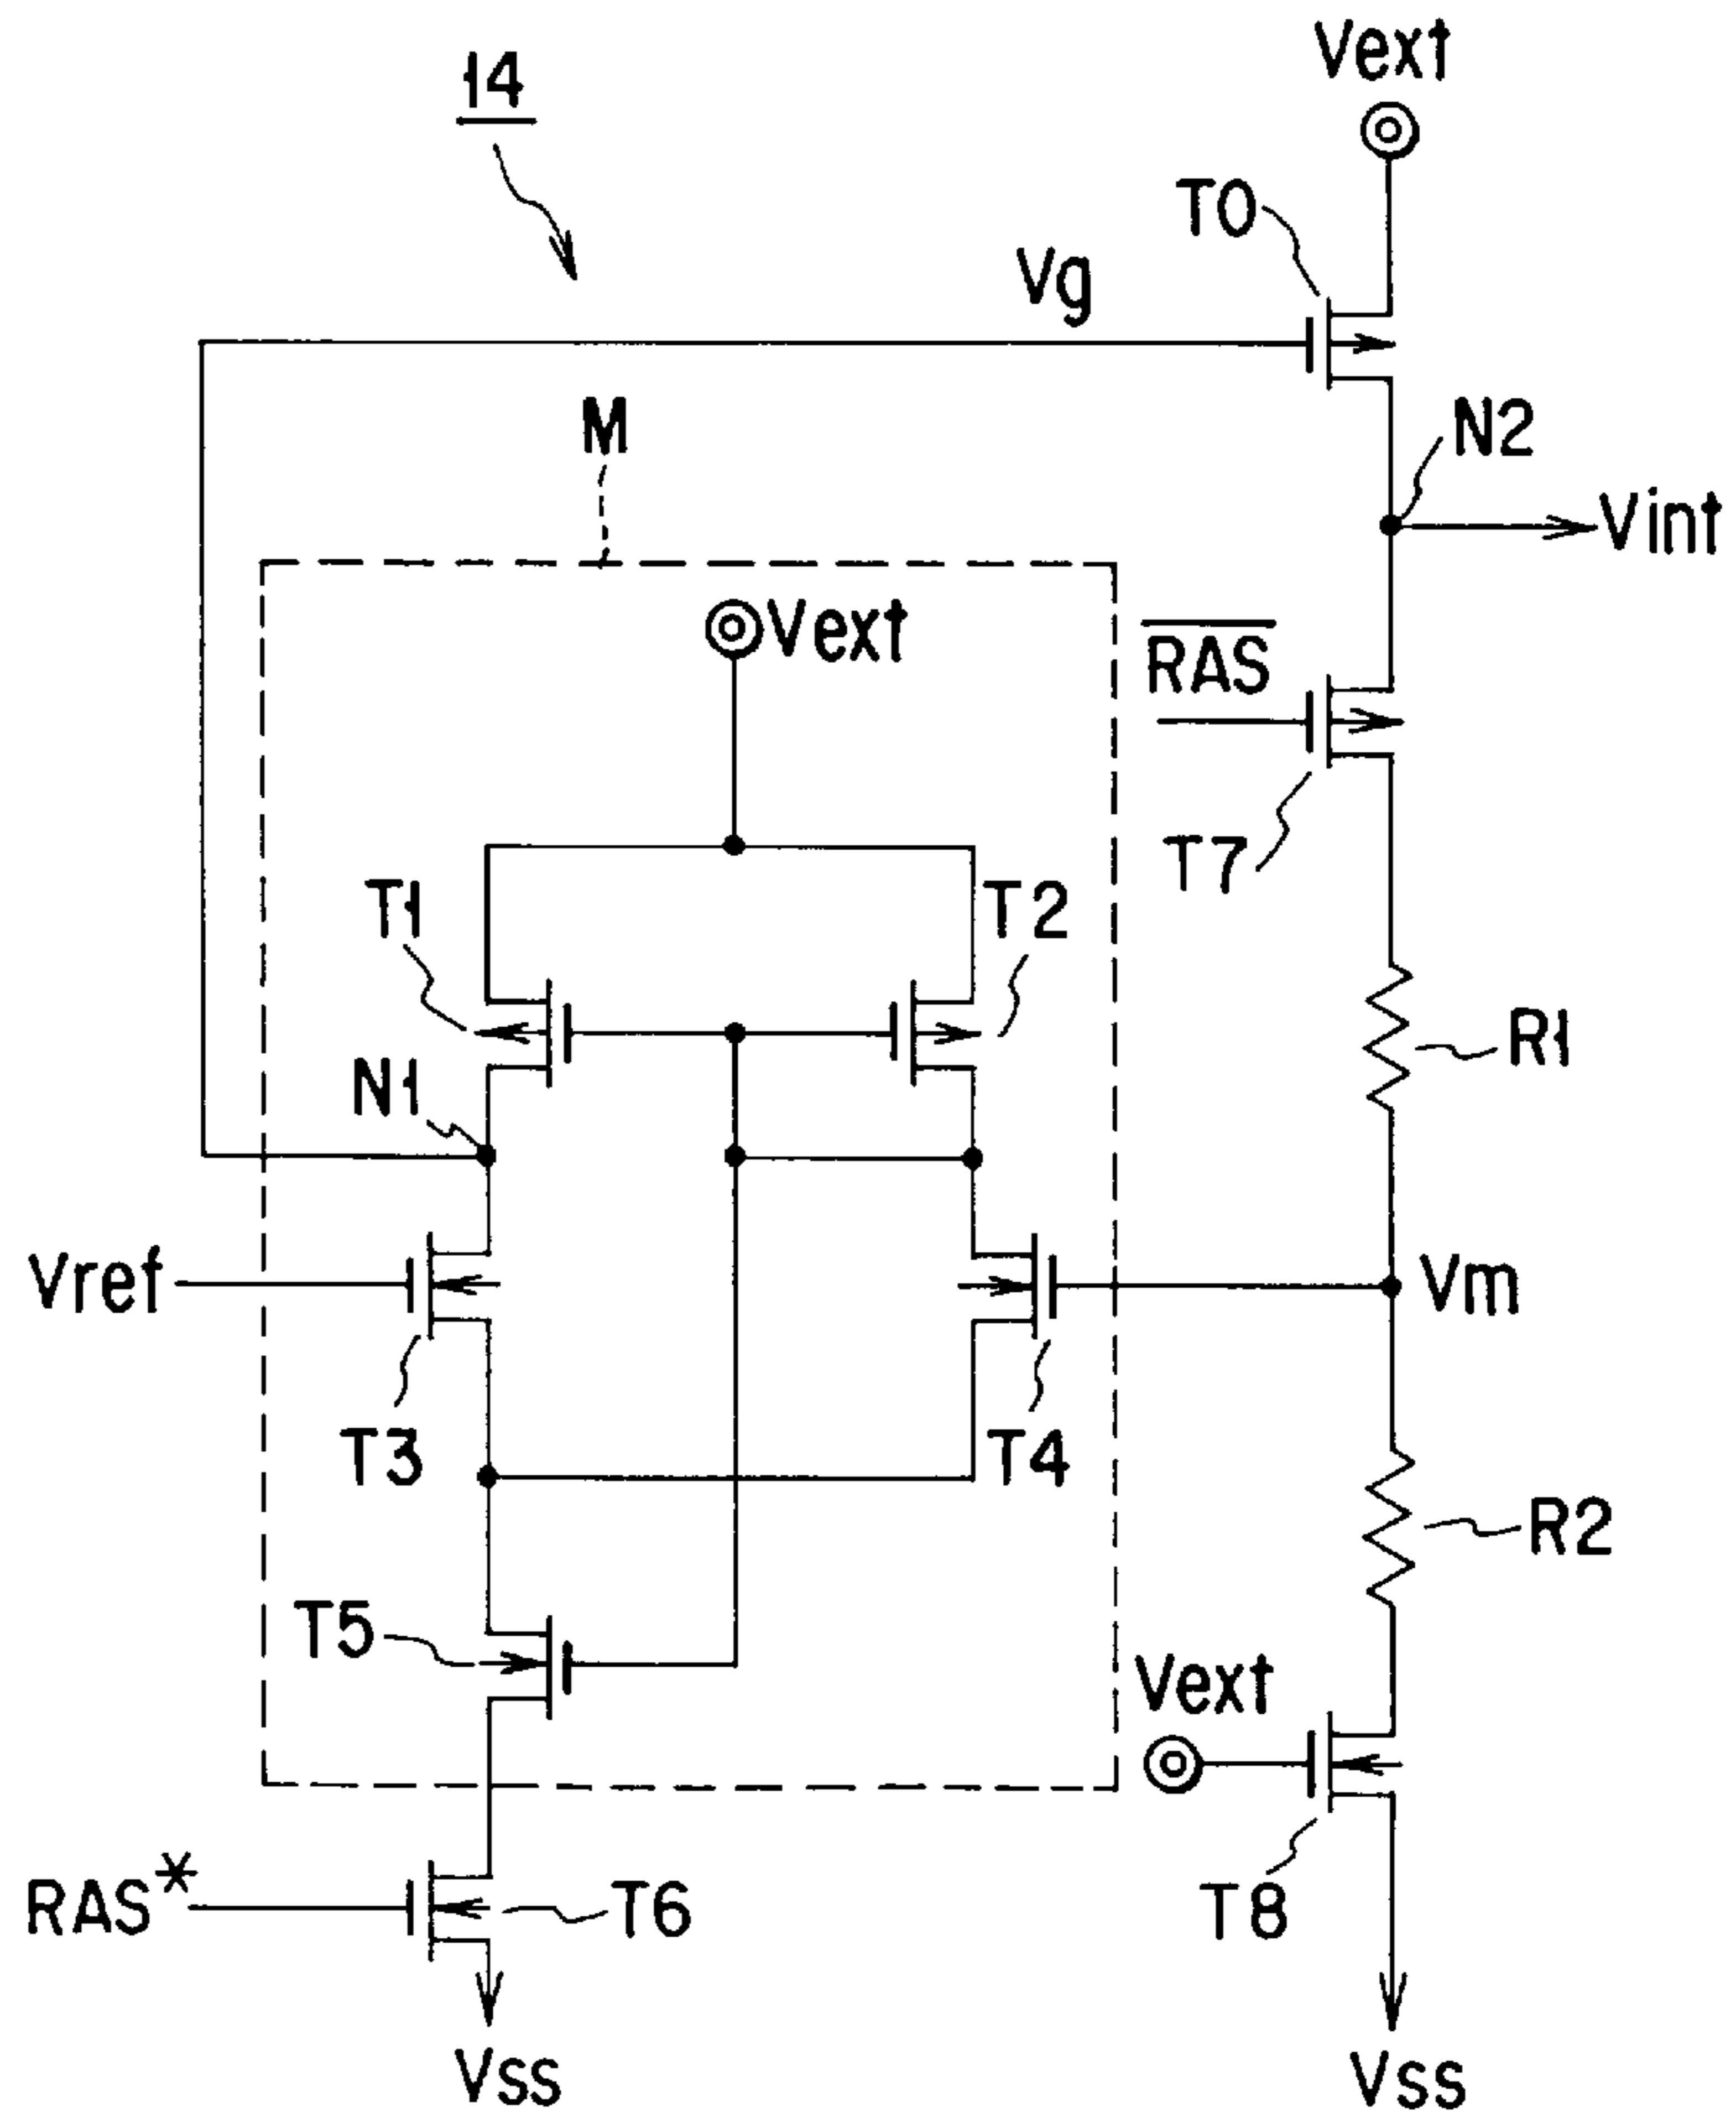 14
Vext
T0
Vg
M
N2
Vint
Vext
RAS
T7
T1
T2
R1
N1
Vref
Vm
T3
T4
R2
T5
Vext
RAS*
T6
T8
Vss
Vss